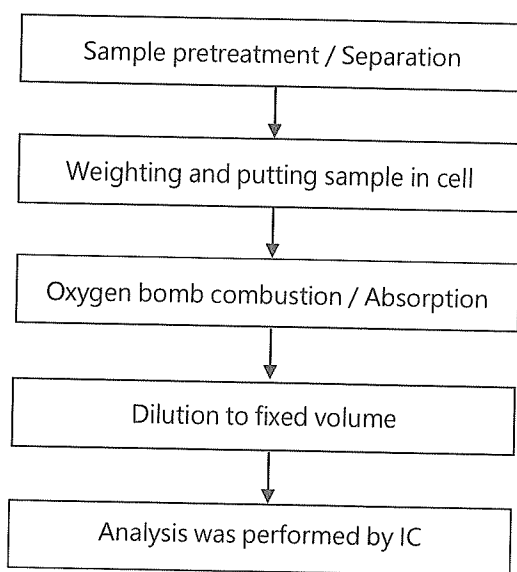 Sample pretreatment / Separation
Weighting and putting sample in cell
Oxygen bomb combustion / Absorption
Dilution to fixed volume
Analysis was performed by IC